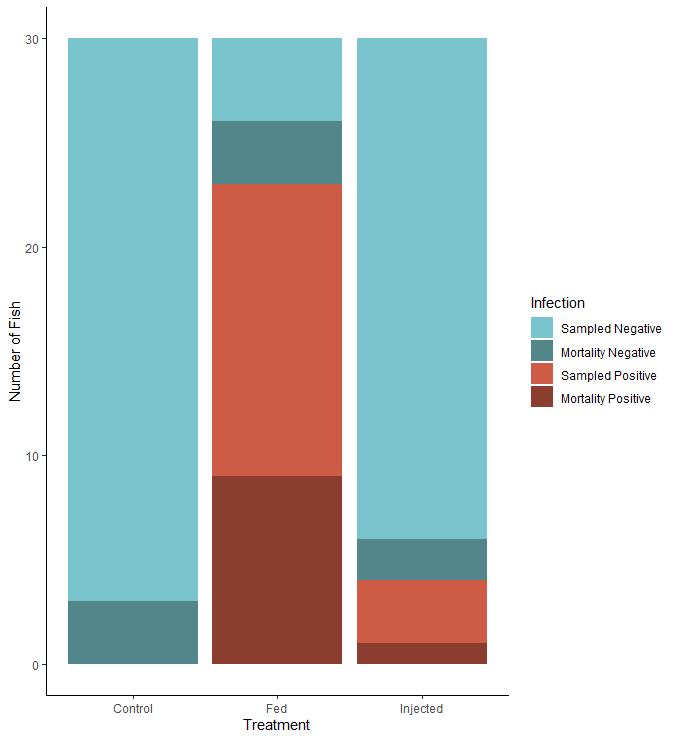 30
20
10
0
Number of Fish
Control
Fed
Injected
Treatment
Infection
Sampled Negative
Mortality Negative
Sampled Positive
Mortality Positive